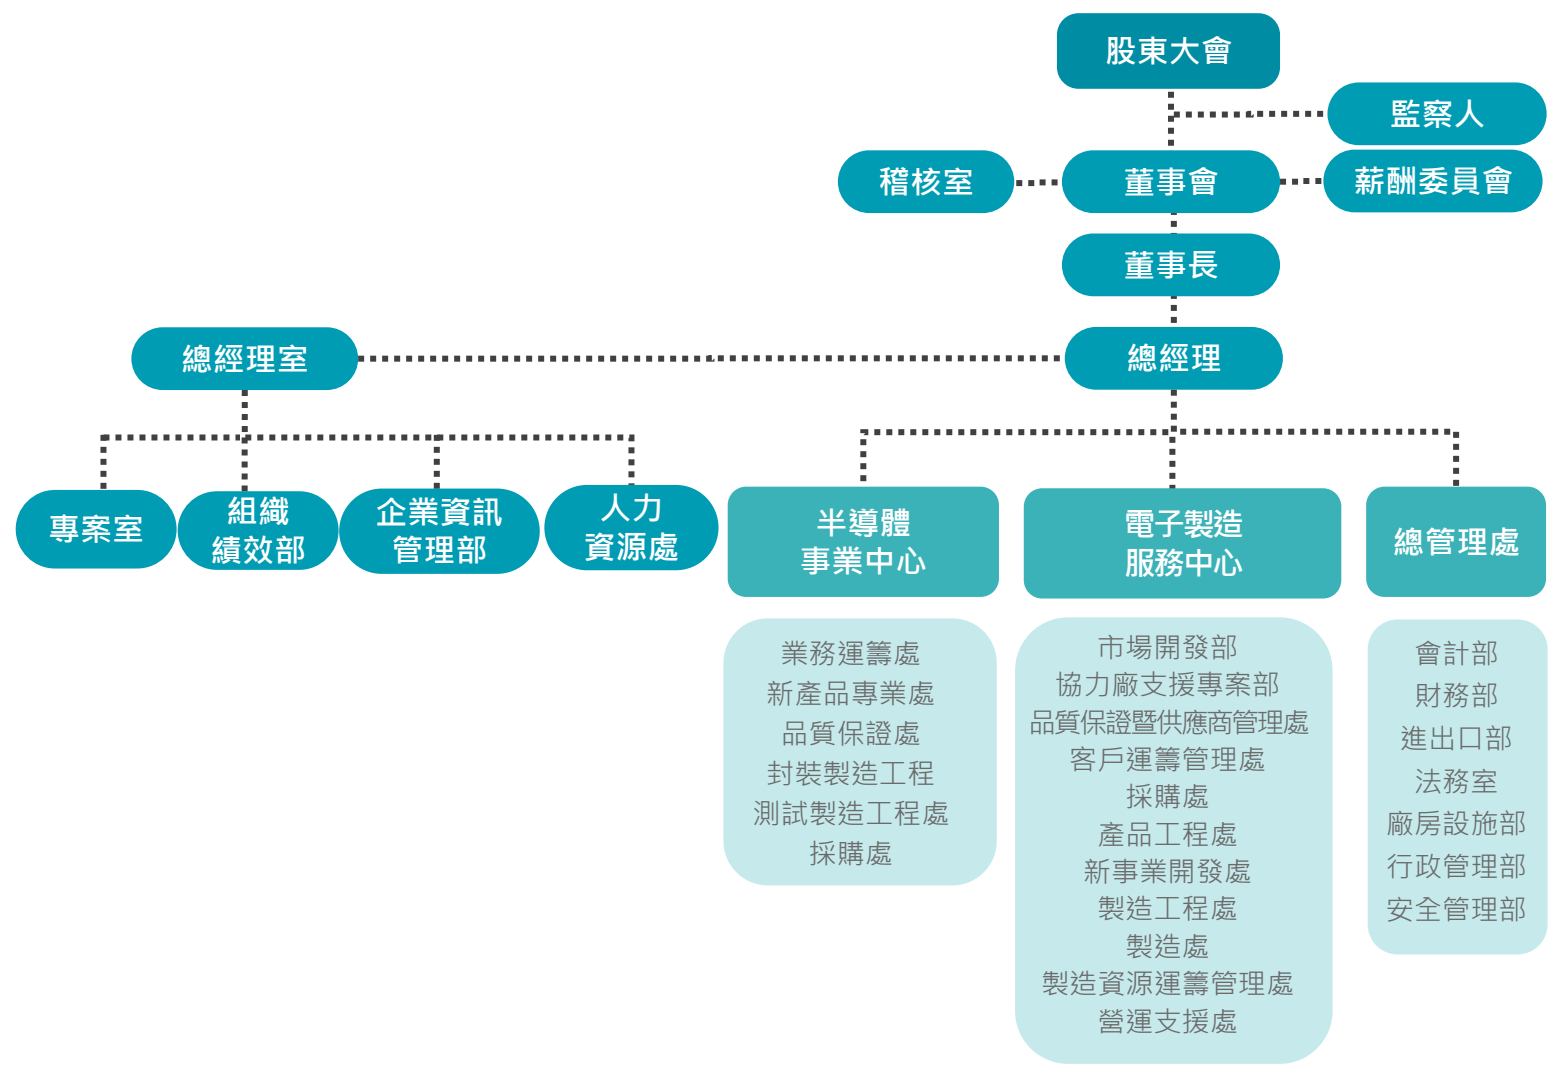 股東大會
監察人
稽核室
董事會
薪酬委員會
董事長
總經理室
總經理
專案室
組織
績效部
企業資訊
管理部
人力
資源處
半導體
事業中心
電子製造
服務中心
總管理處
業務運籌處
新產品專業處
品質保證處
封裝製造工程
測試製造工程處
採購處
市場開發部
協力廠支援專案部
品質保證暨供應商管理處
客戶運籌管理處
採購處
產品工程處
新事業開發處
製造工程處
製造處
製造資源運籌管理處
營運支援處
會計部
財務部
進出口部
法務室
廠房設施部
行政管理部
安全管理部